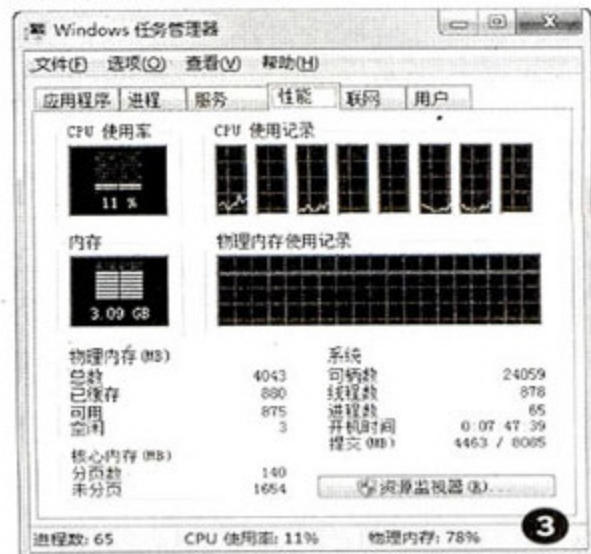 Windows 任务管理器
文件(F) 选项(O) 查看(V) 帮助(H)
应用程序 进程 服务 性能 联网 用户
CPU 使用率 CPU 使用记录
11 %
内存 物理内存使用记录
3.09 GB
物理内存(MB)
总数 4043
已缓存 880
可用 875
空闲 3
核心内存(MB)
分页数 140
未分页 1654
系统
句柄数 24059
线程数 878
进程数 65
开机时间 0:07:47:39
提交(MB) 4463 / 8085
资源监视器(R)...
进程数: 65 CPU 使用率: 11% 物理内存: 78%
3